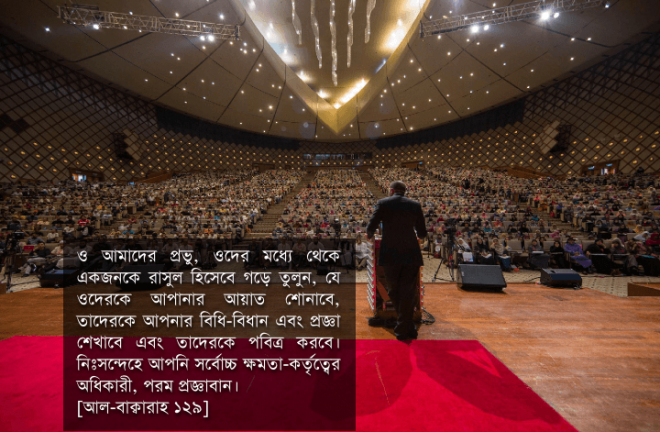 ও আমাদের প্রভু, ওদের মধ্যে থেকে
একজনকে রাসুল হিসেবে গড়ে তুলুন, যে
ওদেরকে আপানার আয়াত শোনাবে,
তাদেরকে আপনার বিধি-বিধান এবং প্রজ্ঞা
শেখাবে এবং তাদেরকে পবিত্র করবে।
নিঃসন্দেহে আপনি সর্বোচ্চ ক্ষমতা-কর্তৃত্বের
অধিকারী, পরম প্রজ্ঞাবান।
[আল-বাক্বারাহ ১২৯]